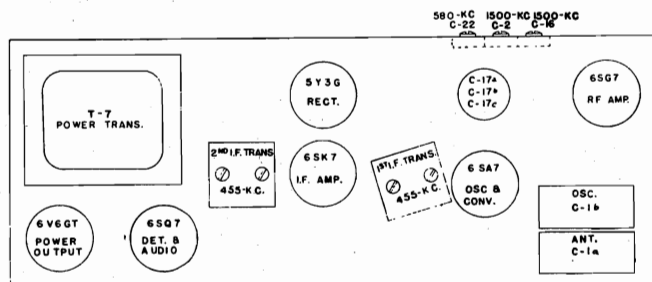 580-KC 1500-KC 1500-KC
C-22 C-2 C-16
T-7
POWER TRANS.
5Y3G
RECT.
C-17a
C-17b
C-17c
6SG7
RF AMP.
2ND I.F. TRANS.
455-KC.
6SK7
I.F. AMP.
1ST I.F. TRANS.
455-KC.
6SA7
OSC &
CONV.
OSC.
C-1b
ANT.
C-1a
6V6GT
POWER
OUTPUT
6SQ7
DET. &
AUDIO